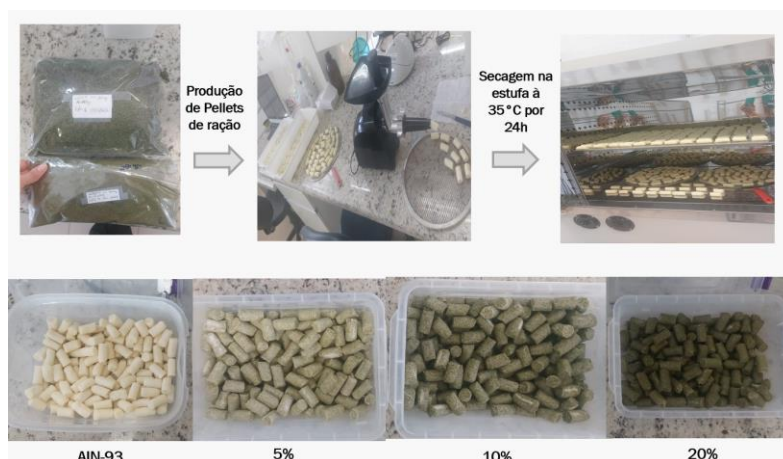 Produção
de Pellets
de ração
Secagem na
estufa à
35°C por
24h
AIN-93
5%
10%
20%